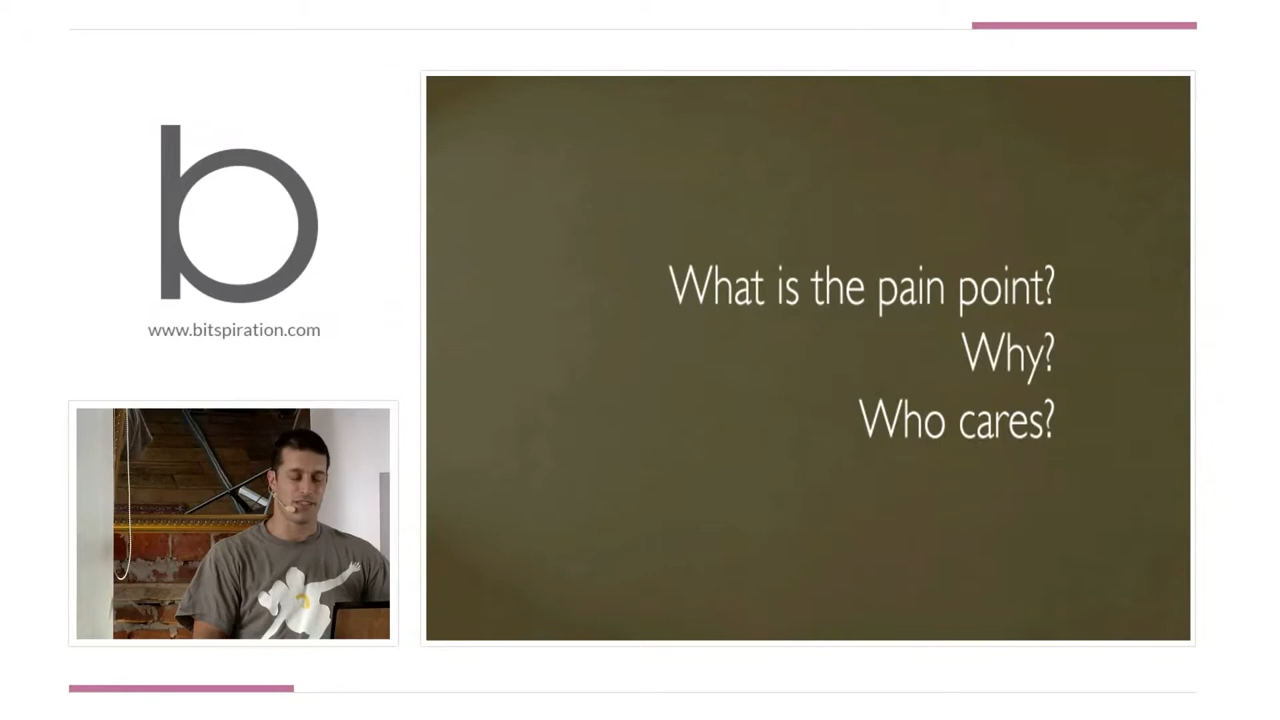 b
www.bitspiration.com
What is the pain point?
Why?
Who cares?